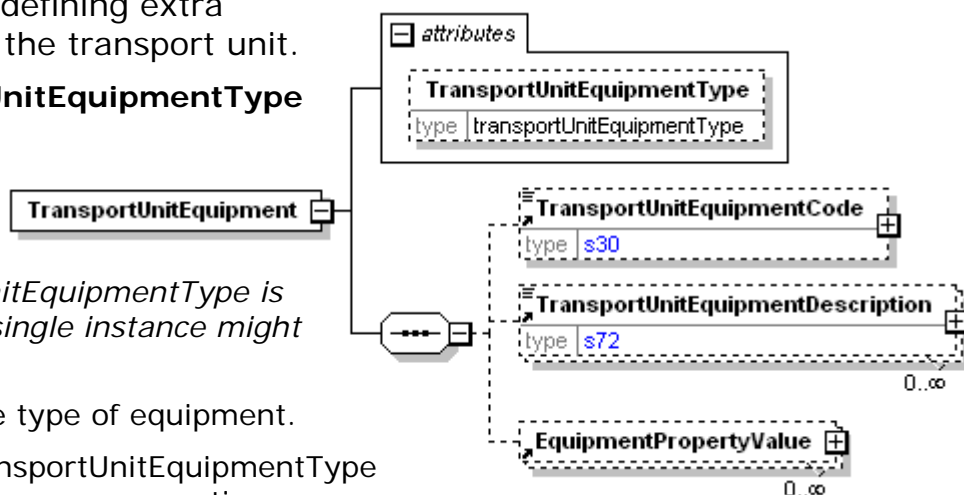 defining extra
the transport unit.
UnitEquipmentType
nitEquipmentType is
single instance might
e type of equipment.
nsportUnitEquipmentType
attributes
TransportUnitEquipmentType
type transportUnitEquipmentType
TransportUnitEquipment
TransportUnitEquipmentCode
type s30
TransportUnitEquipmentDescription
type s72
0..∞
EquipmentPropertyValue
0..∞